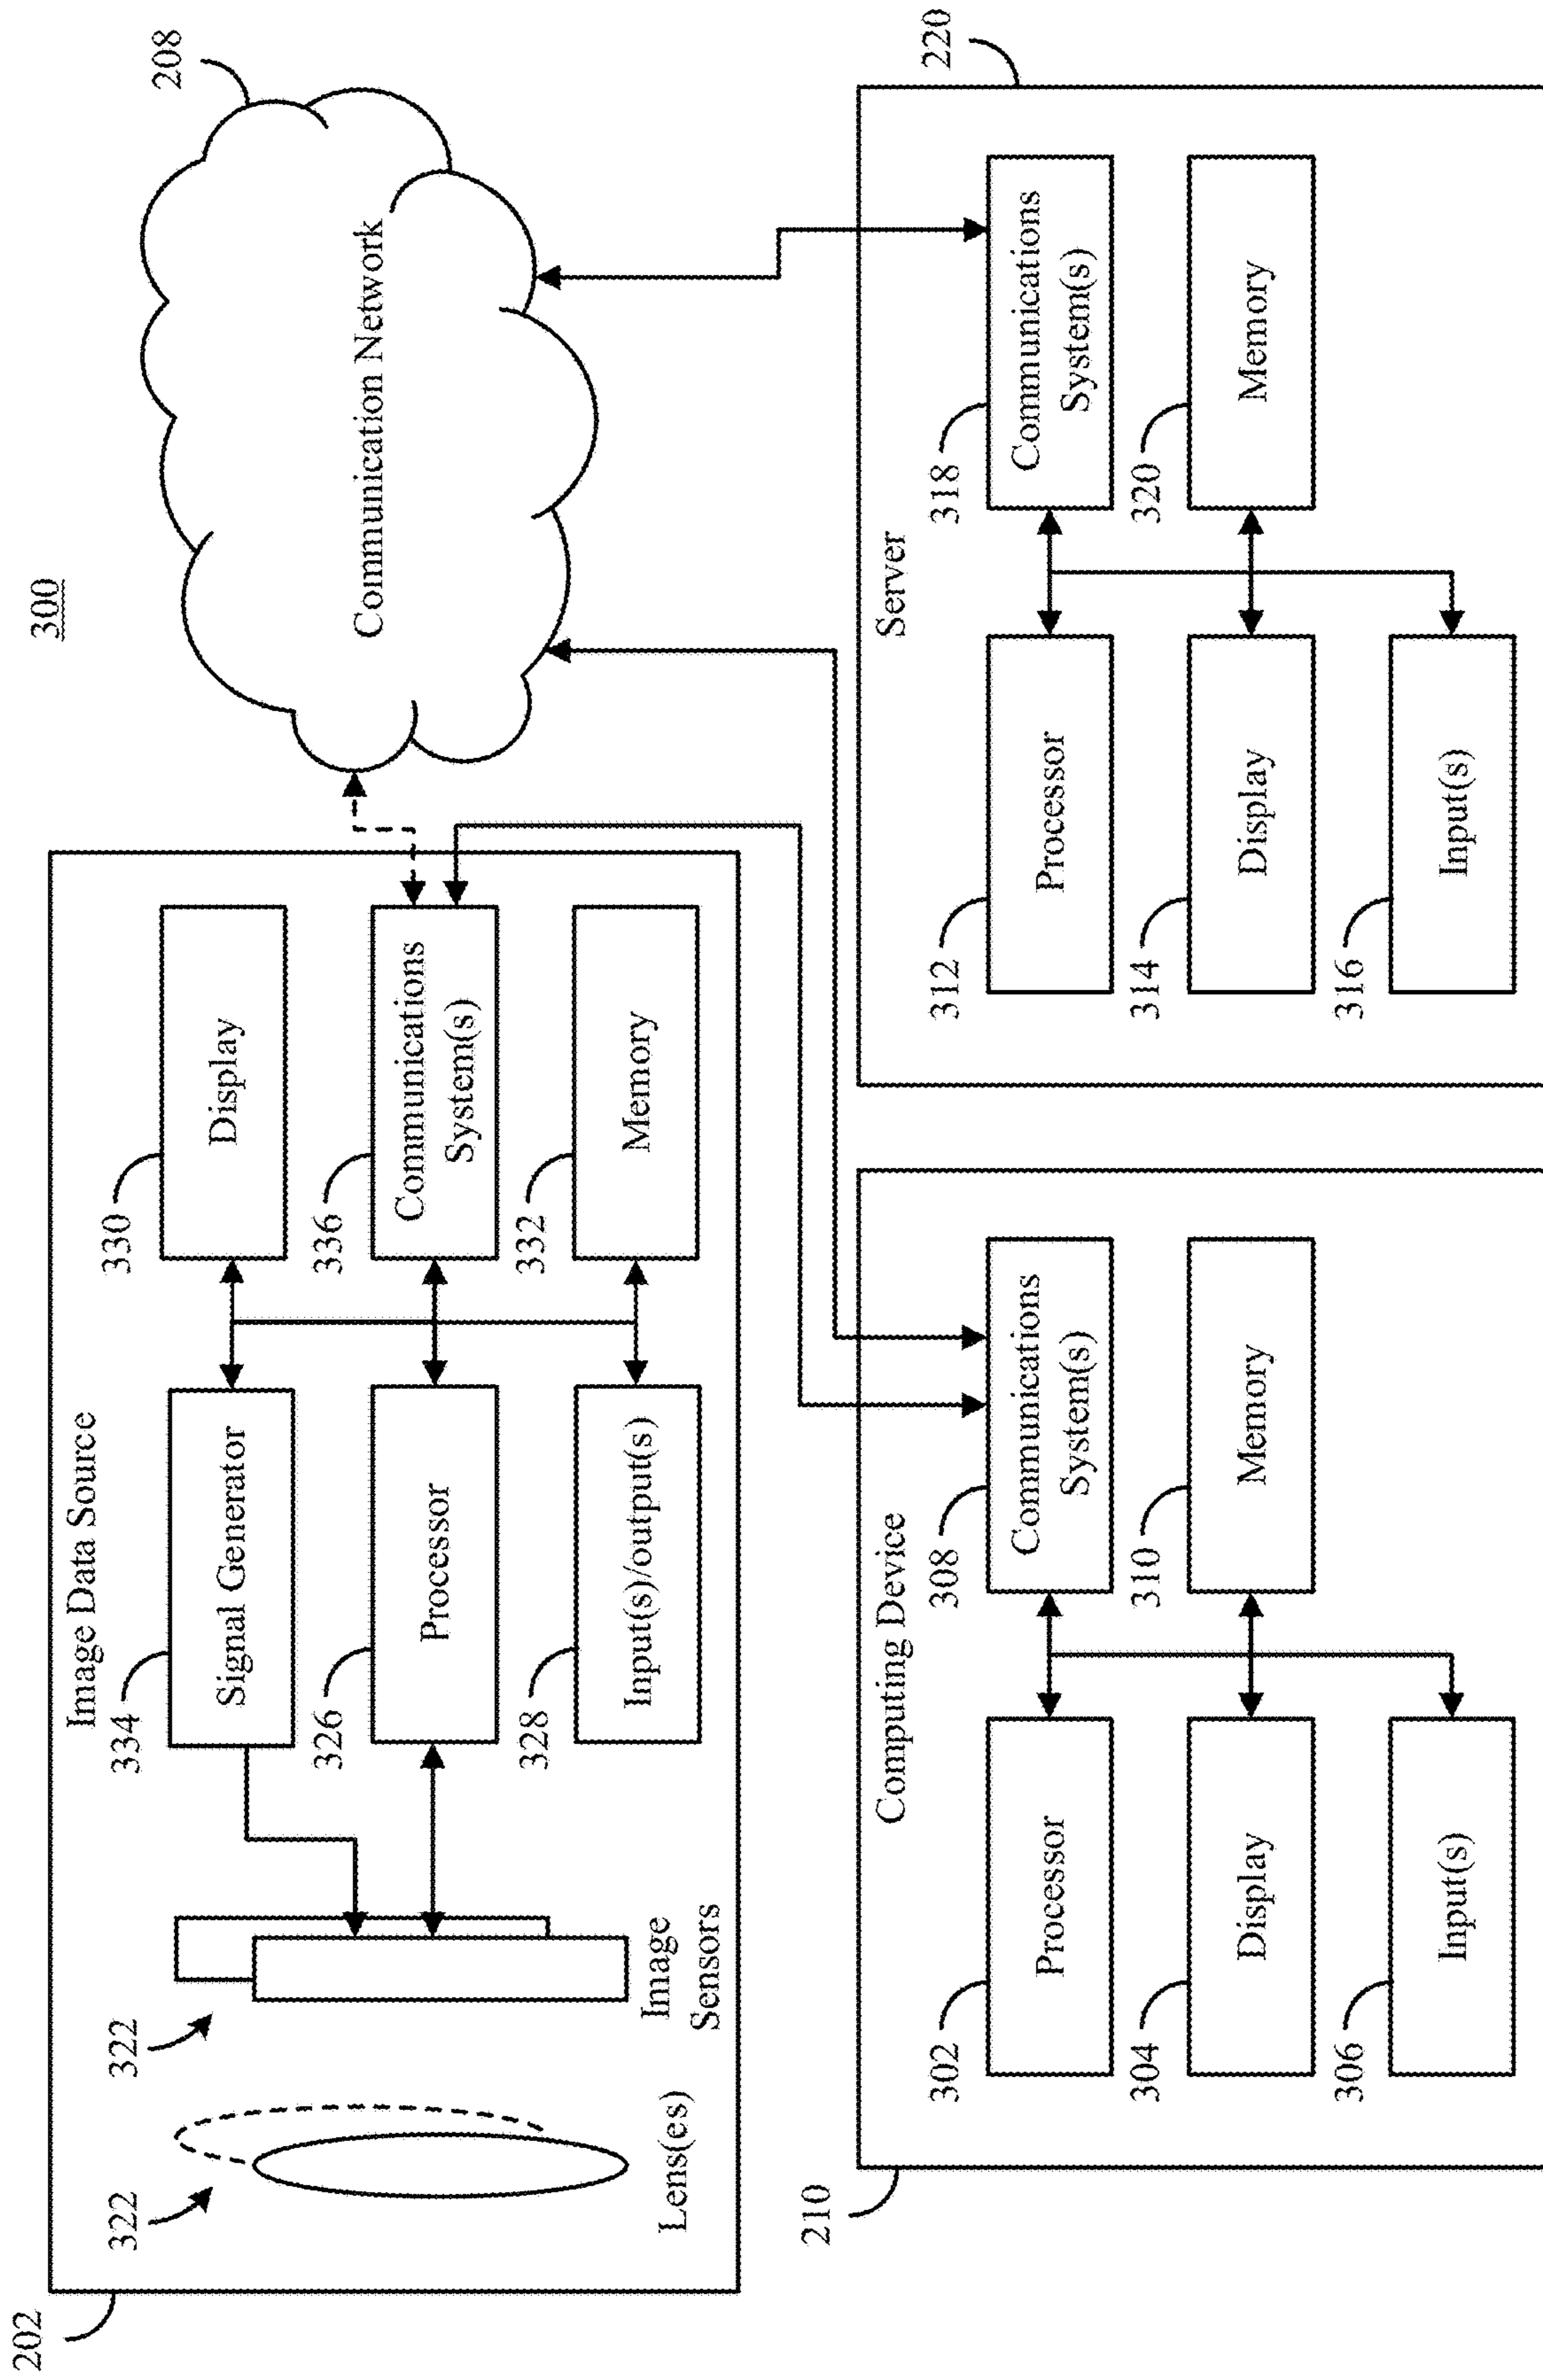 300
202
Image Data Source
322
Lens(es)
322
Image
Sensors
334
Signal Generator
326
Processor
328
Input(s)/output(s)
330
Display
336
Communications
System(s)
332
Memory
208
Communication Network
210
Computing Device
302
Processor
304
Display
306
Input(s)
308
Communications
System(s)
310
Memory
220
Server
312
Processor
314
Display
316
Input(s)
318
Communications
System(s)
320
Memory